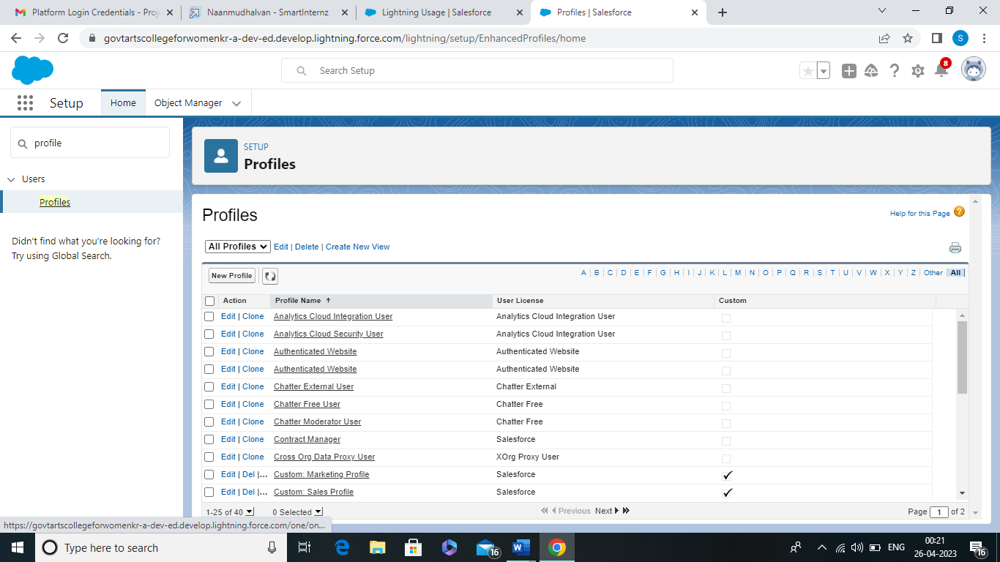 Platform Login Credentials - Proj
Naanmudhalvan - SmartInternz
Lightning Usage | Salesforce
Profiles | Salesforce
govtartscollegeforwomenkr-a-dev-ed.develop.lightning.force.com/lightning/setup/EnhancedProfiles/home
S
Search Setup
8
Setup
Home
Object Manager
profile
Users
Profiles
Didn't find what you're looking for?
Try using Global Search.
SETUP
Profiles
Profiles
Help for this Page ?
All Profiles Edit | Delete | Create New View
New Profile
A | B | C | D | E | F | G | H | I | J | K | L | M | N | O | P | Q | R | S | T | U | V | W | X | Y | Z | Other | All |
Action Profile Name ↑ User License Custom
Edit | Clone Analytics Cloud Integration User Analytics Cloud Integration User
Edit | Clone Analytics Cloud Security User Analytics Cloud Integration User
Edit | Clone Authenticated Website Authenticated Website
Edit | Clone Authenticated Website Authenticated Website
Edit | Clone Chatter External User Chatter External
Edit | Clone Chatter Free User Chatter Free
Edit | Clone Chatter Moderator User Chatter Free
Edit | Clone Contract Manager Salesforce
Edit | Clone Cross Org Data Proxy User XOrg Proxy User
Edit | Del |... Custom: Marketing Profile Salesforce ✓
Edit | Del |... Custom: Sales Profile Salesforce ✓
1-25 of 40 0 Selected Previous Next Page 1 of 2
https://govtartscollegeforwomenkr-a-dev-ed.develop.lightning.force.com/one/on...
Type here to search
16
ENG
00:21
26-04-2023
16